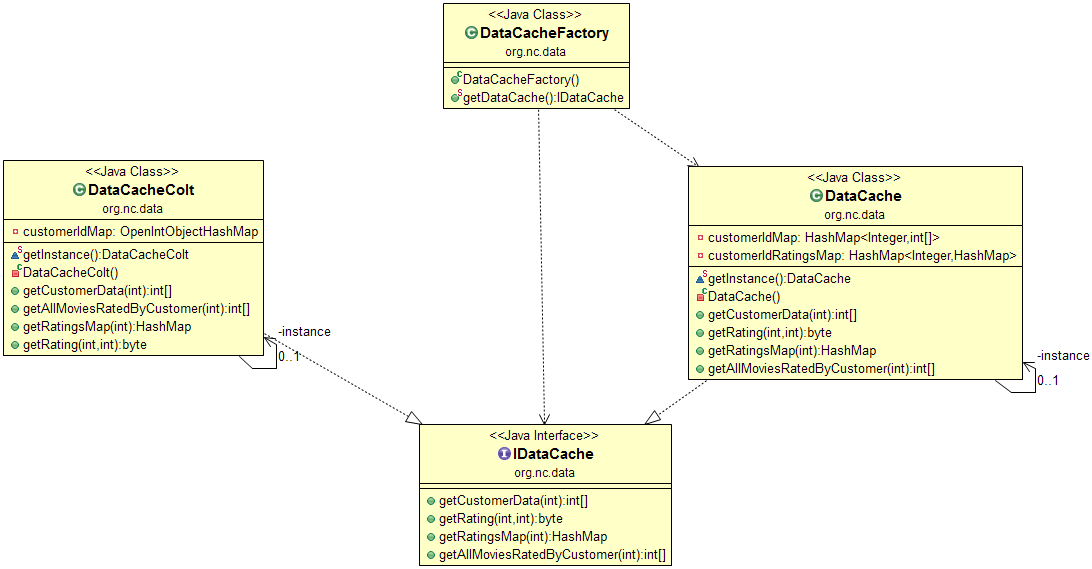 <<Java Class>>
DataCacheFactory
org.nc.data
DataCacheFactory()
getDataCache():IDataCache
<<Java Class>>
DataCacheColt
org.nc.data
customerIdMap: OpenIntObjectHashMap
getInstance():DataCacheColt
DataCacheColt()
getCustomerData(int):int[]
getAllMoviesRatedByCustomer(int):int[]
getRatingsMap(int):HashMap
getRating(int,int):byte
-instance
0..1
<<Java Class>>
DataCache
org.nc.data
customerIdMap: HashMap<Integer,int[]>
customerIdRatingsMap: HashMap<Integer,HashMap>
getInstance():DataCache
DataCache()
getCustomerData(int):int[]
getRating(int,int):byte
getRatingsMap(int):HashMap
getAllMoviesRatedByCustomer(int):int[]
-instance
0..1
<<Java Interface>>
IDataCache
org.nc.data
getCustomerData(int):int[]
getRating(int,int):byte
getRatingsMap(int):HashMap
getAllMoviesRatedByCustomer(int):int[]